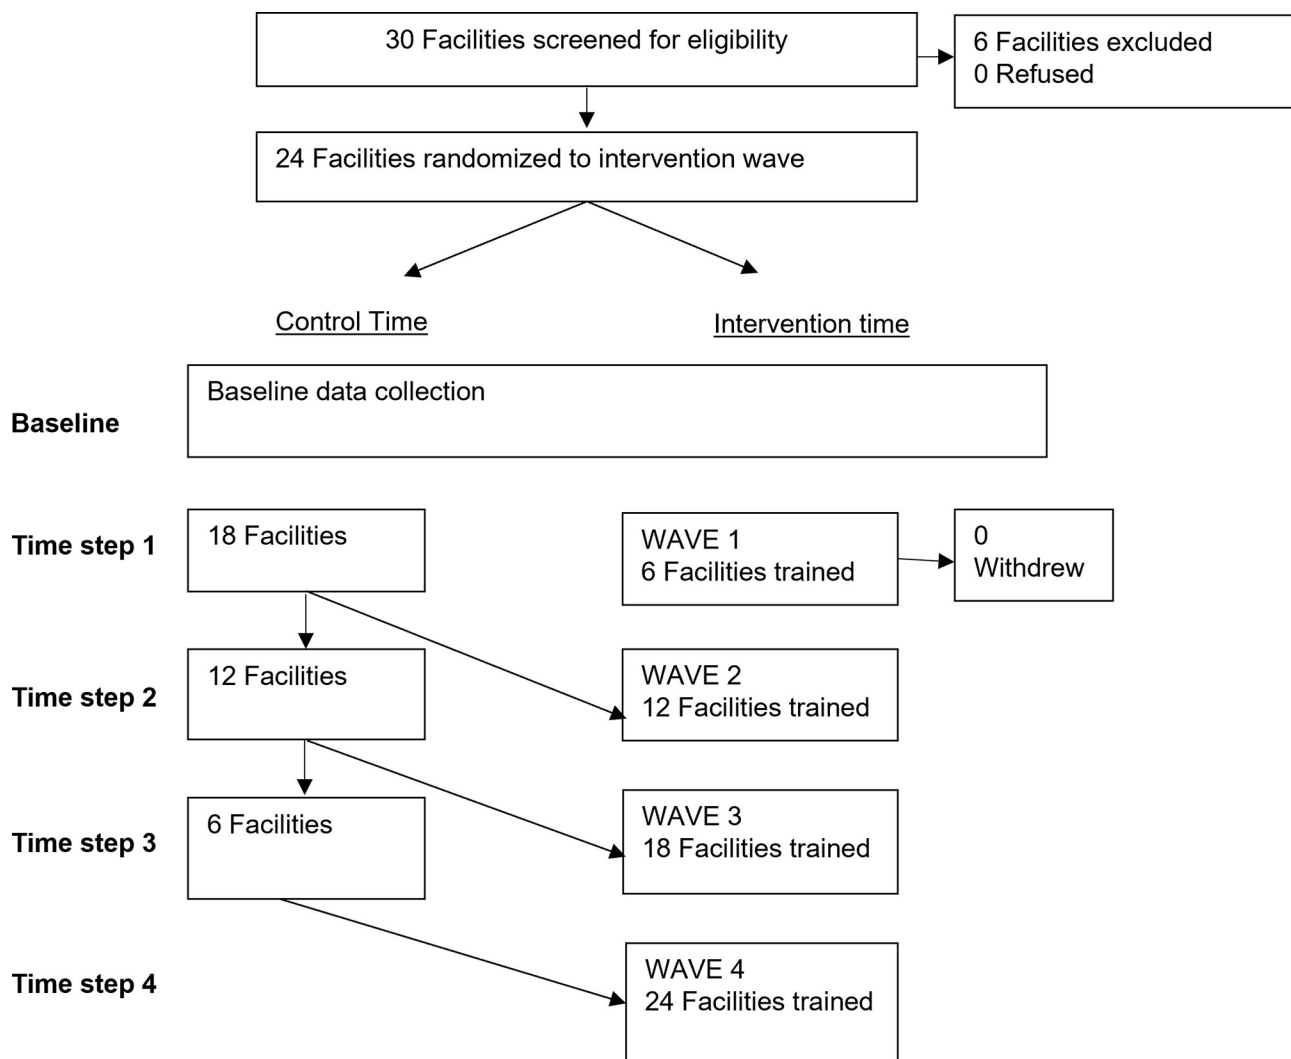 30 Facilities screened for eligibility
6 Facilities excluded
0 Refused
24 Facilities randomized to intervention wave
Control Time
Intervention time
Baseline
Baseline data collection
Time step 1
18 Facilities
WAVE 1
6 Facilities trained
0
Withdrew
Time step 2
12 Facilities
WAVE 2
12 Facilities trained
Time step 3
6 Facilities
WAVE 3
18 Facilities trained
Time step 4
WAVE 4
24 Facilities trained